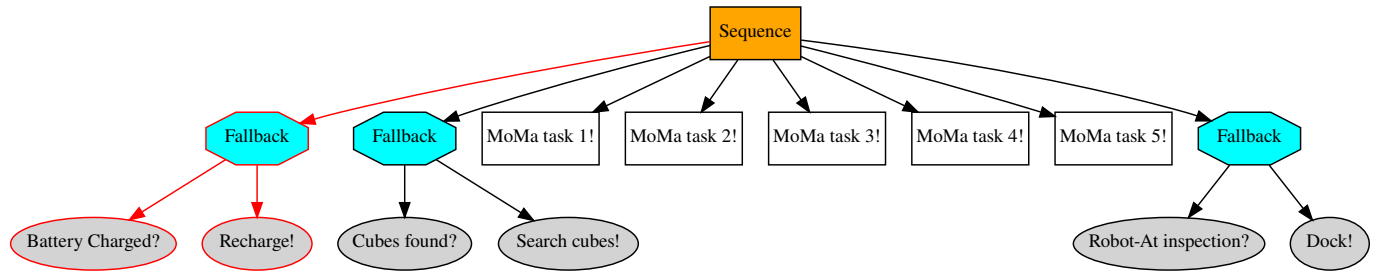 Sequence
Fallback
Fallback
MoMa task 1!
MoMa task 2!
MoMa task 3!
MoMa task 4!
MoMa task 5!
Fallback
Battery Charged?
Recharge!
Cubes found?
Search cubes!
Robot-At inspection?
Dock!